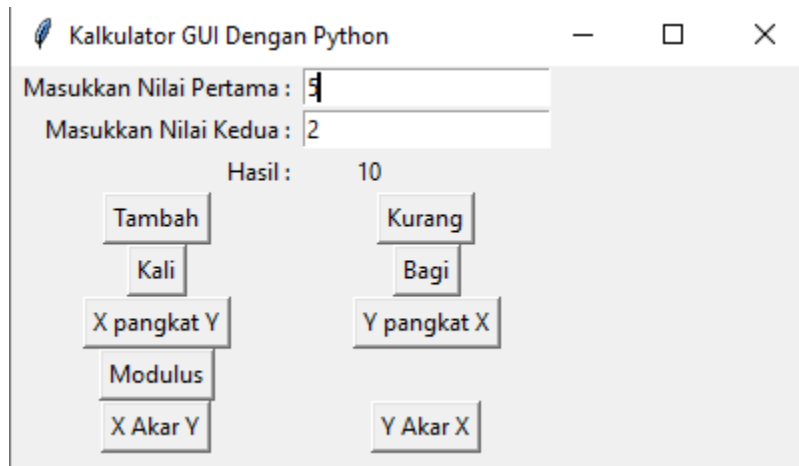 Kalkulator GUI Dengan Python
Masukkan Nilai Pertama : 5
Masukkan Nilai Kedua : 2
Hasil : 10
Tambah Kurang
Kali Bagi
X pangkat Y Y pangkat X
Modulus
X Akar Y Y Akar X